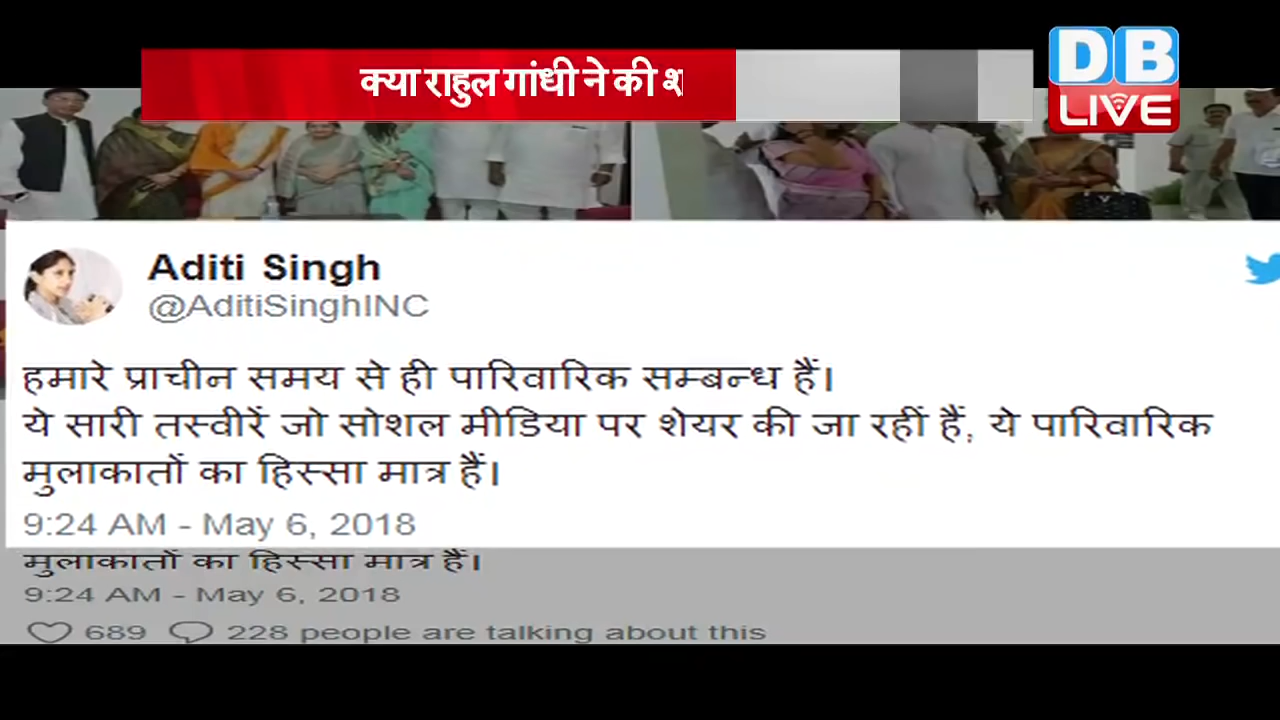 क्या राहुल गांधी ने की
DB
LIVE
Aditi Singh
@AditiSinghINC
हमारे प्राचीन समय से ही पारिवारिक सम्बन्ध हैं।
ये सारी तस्वीरें जो सोशल मीडिया पर शेयर की जा रहीं हैं, ये पारिवारिक
मुलाकातों का हिस्सा मात्र हैं।
9:24 AM - May 6, 2018
मुलाकातों का हिस्सा मात्र हैं।
9:24 AM - May 6, 2018
689 228 people are talking about this